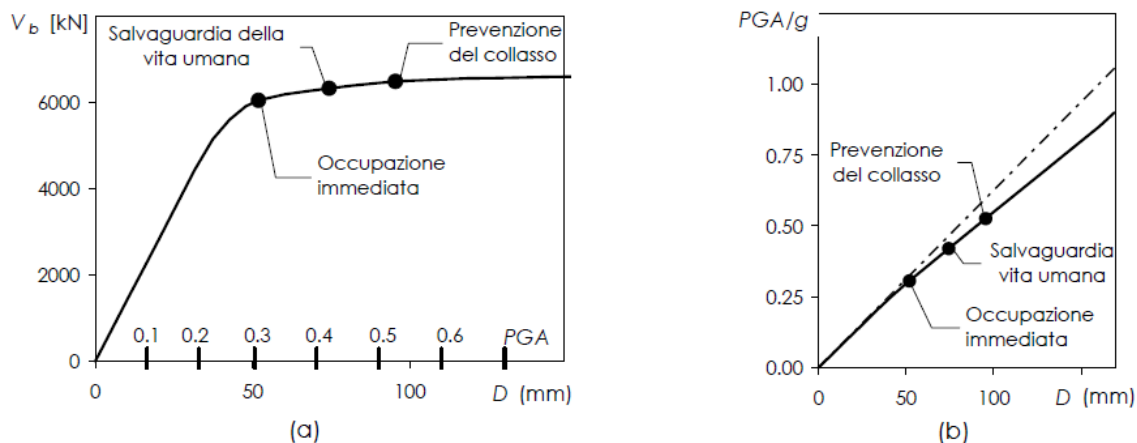 V_b [kN]
6000
4000
2000
0
Salvaguardia della
vita umana
Prevenzione
del collasso
Occupazione
immediata
0.1 0.2 0.3 0.4 0.5 0.6 PGA
0 50 100 D (mm)
(a)
PGA/g
1.00
0.75
0.50
0.25
0.00
Prevenzione
del collasso
Salvaguardia
vita umana
Occupazione
immediata
0 50 100 D (mm)
(b)